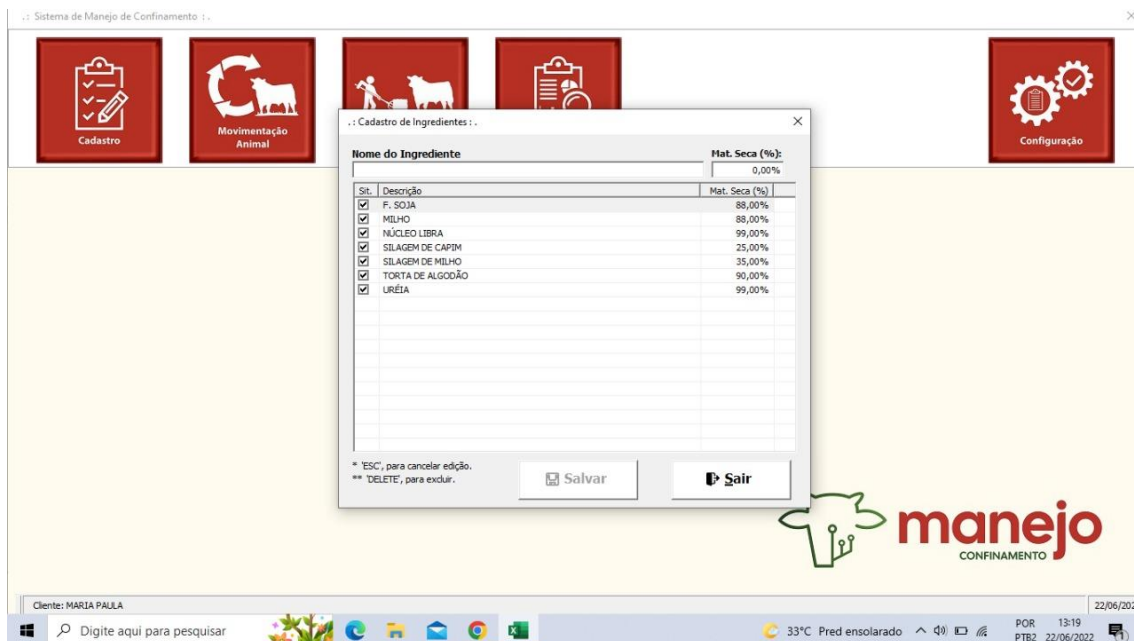 .: Sistema de Manejo de Confinamento :.
Cadastro
Movimentação
Animal
Configuração
.: Cadastro de Ingredientes : .
Nome do Ingrediente
Mat. Seca (%):
0,00%
Sit. Descrição Mat. Seca (%)
F. SOJA 88,00%
MILHO 88,00%
NÚCLEO LIBRA 99,00%
SILAGEM DE CAPIM 25,00%
SILAGEM DE MILHO 35,00%
TORTA DE ALGODÃO 90,00%
URÉIA 99,00%
* 'ESC', para cancelar edição.
** 'DELETE', para excluir.
Salvar
Sair
manejo
CONFINAMENTO
Cliente: MARIA PAULA
22/06/202
Digite aqui para pesquisar
33°C Pred ensolarado
POR
PTB2
13:19
22/06/2022